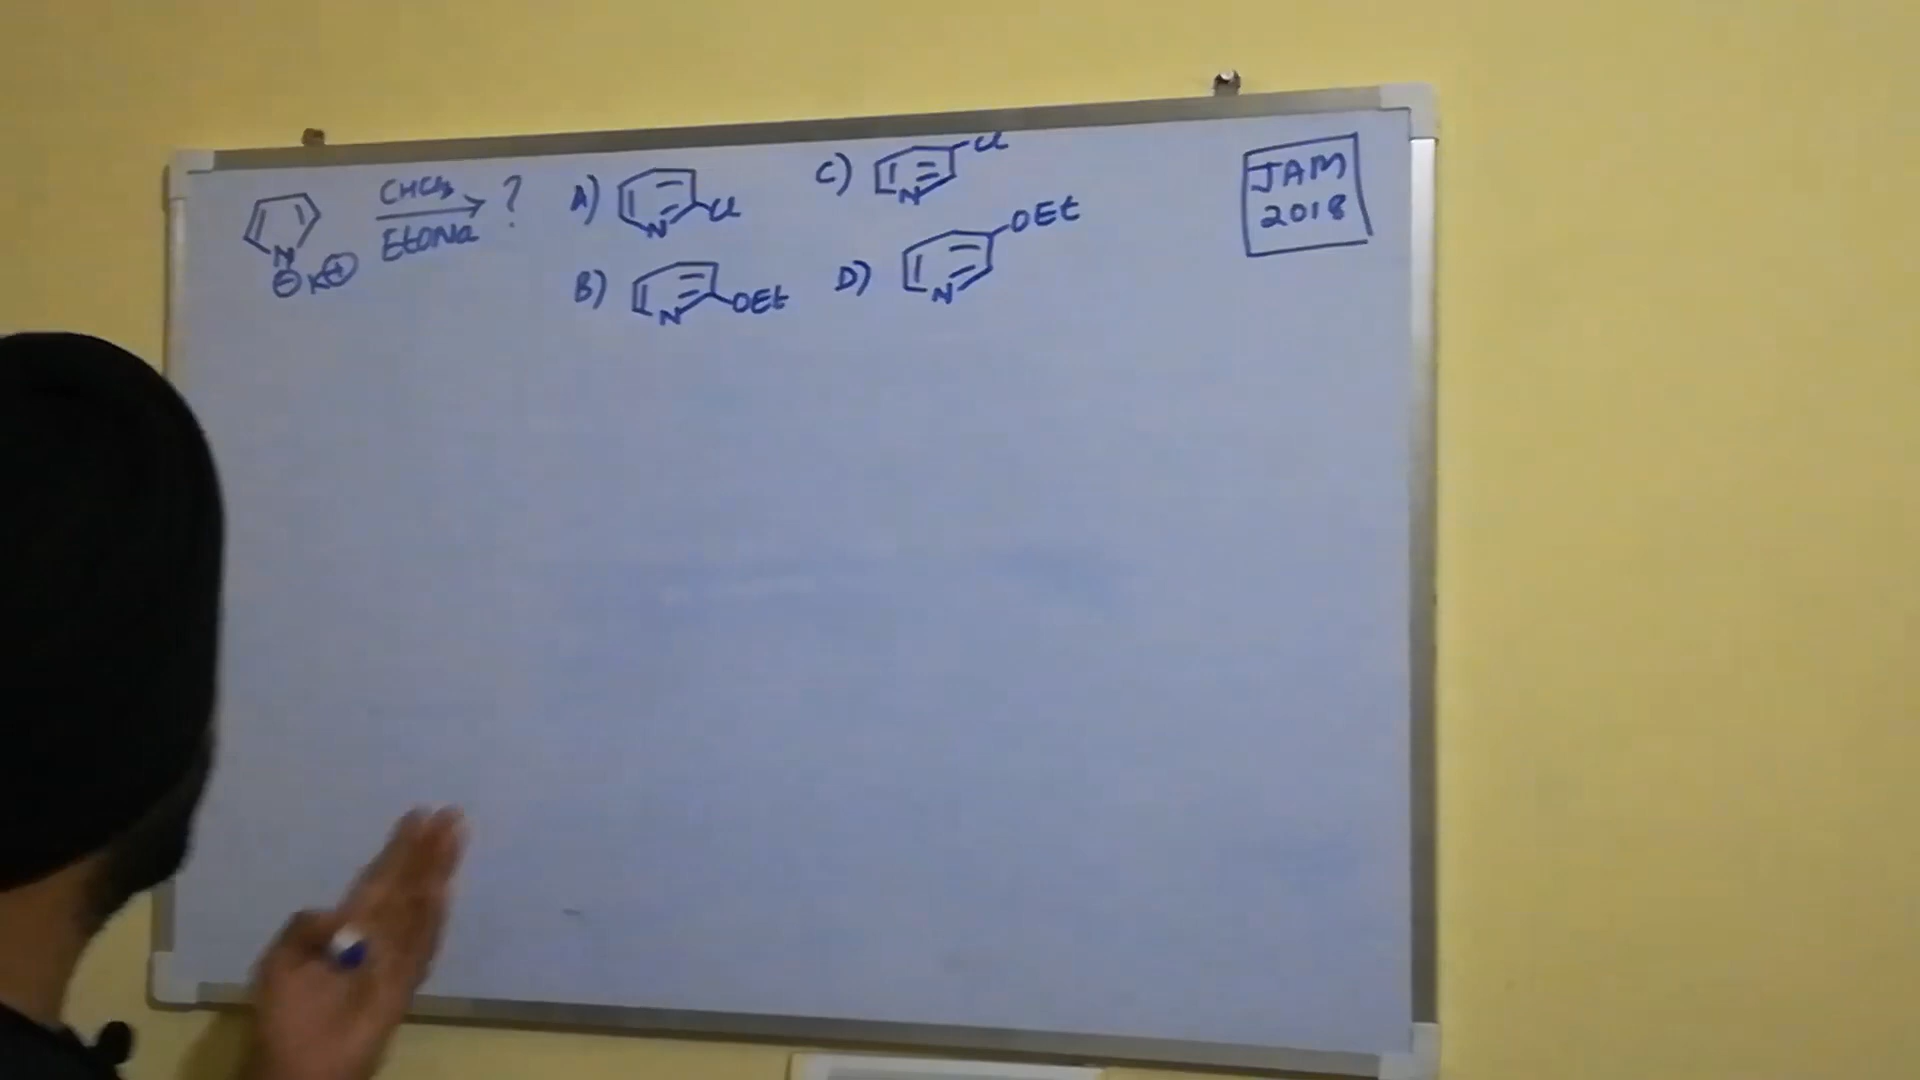 CHCl3
EtONa
?
N
⊖ K⊕
A) N Cl
B) N OEt
C) N Cl
D) N OEt
JAM
2018